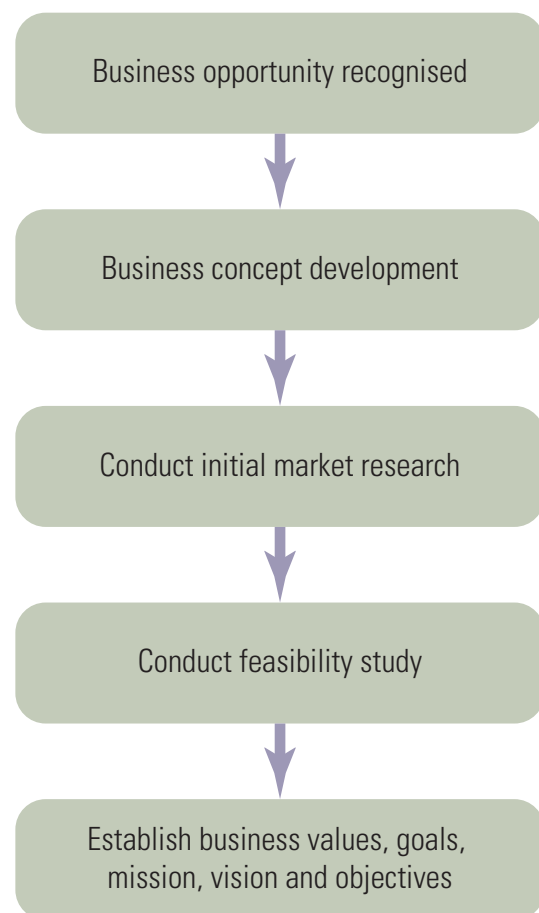 Business opportunity recognised
Business concept development
Conduct initial market research
Conduct feasibility study
Establish business values, goals,
mission, vision and objectives